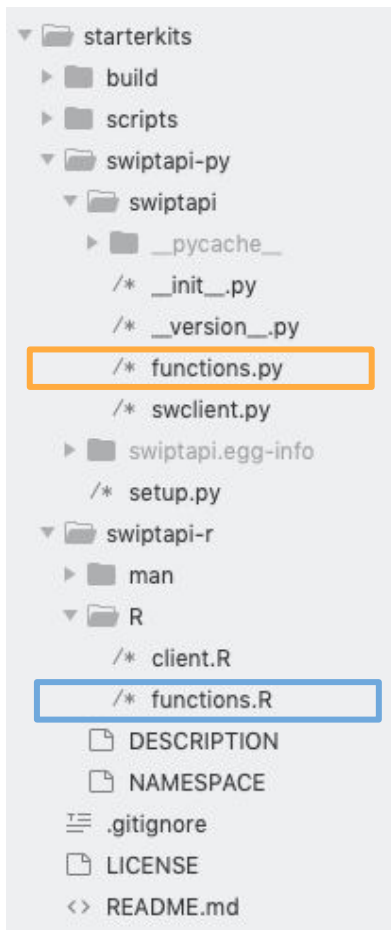 starterkits
build
scripts
swiptapi-py
swiptapi
__pycache__
/* __init__.py
/* __version__.py
/* functions.py
/* swclient.py
swiptapi.egg-info
/* setup.py
swiptapi-r
man
R
/* client.R
/* functions.R
DESCRIPTION
NAMESPACE
.gitignore
LICENSE
<> README.md